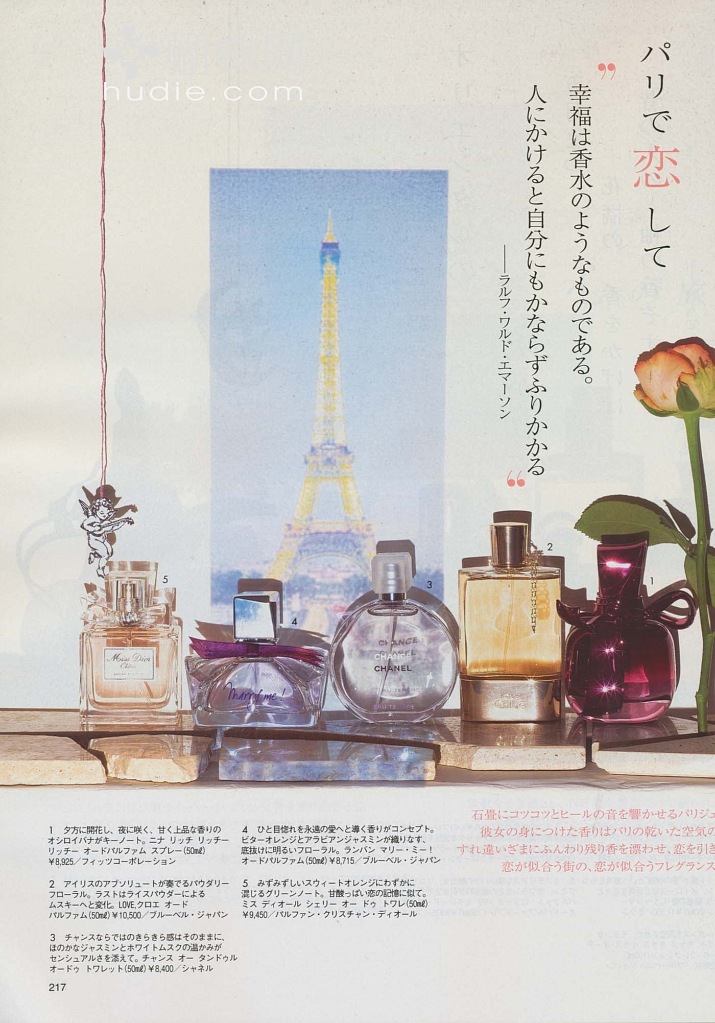 hudie.com
パリで恋して
”
幸福は香水のようなものである。
人にかけると自分にもかならずふりかかる
“
――ラルフ・ワルド・エマーソン
5
4
3
2
1
Miss Dior
Chérie
Marry me!
CHANCE
CHANEL
CHANEL
Chloé
石畳にコツコツとヒールの音を響かせるパリジェ
彼女の身につけた香りはパリの乾いた空気の
すれ違いざまにふんわり残り香を漂わせ、恋を引き
恋が似合う街の、恋が似合うフレグランス
1 夕方に開花し、夜に咲く、甘く上品な香りの
オシロイバナがキーノート。ニナ リッチ リッチー
リッチー オードパルファム スプレー(50㎖)
¥8,925/フィッツコーポレーション
2 アイリスのアブソリュートが奏でるパウダリー
フローラル。ラストはライスパウダーによる
ムスキーへと変化。LOVE,クロエ オード
パルファム(50㎖)¥10,500/ブルーベル・ジャパン
3 チャンスならではのきらきら感はそのままに、
ほのかなジャスミンとホワイトムスクの温かみが
センシュアルさを添えて。チャンス オー タンドゥル
オードゥ トワレット(50㎖)¥8,400/シャネル
4 ひと目惚れを永遠の愛へと導く香りがコンセプト。
ビターオレンジとアラビアンジャスミンが織りなす、
底抜けに明るいフローラル。ランバン マリー・ミー!
オードパルファム(50㎖)¥8,715/ブルーベル・ジャパン
5 みずみずしいスウィートオレンジにわずかに
混じるグリーンノート。甘酸っぱい恋の記憶に似て。
ミス ディオール シェリー オー ドゥ トワレ(50㎖)
¥9,450/パルファン・クリスチャン・ディオール
217